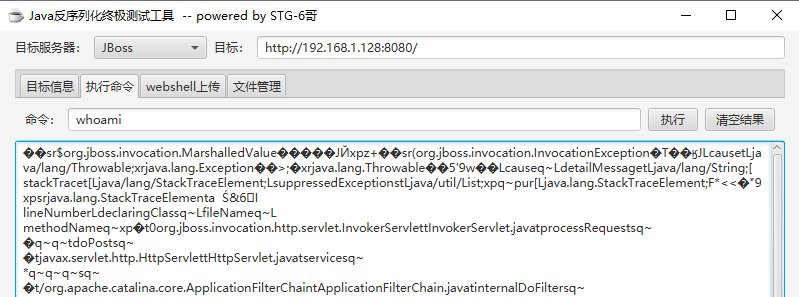 Java反序列化终极测试工具 -- powered by STG-6哥
目标服务器： JBoss 目标： http://192.168.1.128:8080/
目标信息 执行命令 webshell上传 文件管理
命令： whoami 执行 清空结果
��sr$org.jboss.invocation.MarshalledValue�����JЙxpz+��sr(org.jboss.invocation.InvocationException�T��ӄJLcausetLja
va/lang/Throwable;xrjava.lang.Exception��>;�xrjava.lang.Throwable��5'9w��Lcauseq~LdetailMessagetLjava/lang/String;[
stackTracet[Ljava/lang/StackTraceElement;LsuppressedExceptionstLjava/util/List;xpq~pur[Ljava.lang.StackTraceElement;F*<<�"9
xpsrjava.lang.StackTraceElementa Ś&6I
lineNumberLdeclaringClassq~LfileNameq~L
methodNameq~xp�t0org.jboss.invocation.http.servlet.InvokerServlettInvokerServlet.javatprocessRequestsq~
�q~q~tdoPostsq~
�tjavax.servlet.http.HttpServlettHttpServlet.javatservicesq~
*q~q~q~sq~
�t/org.apache.catalina.core.ApplicationFilterChaintApplicationFilterChain.javatinternalDoFiltersq~